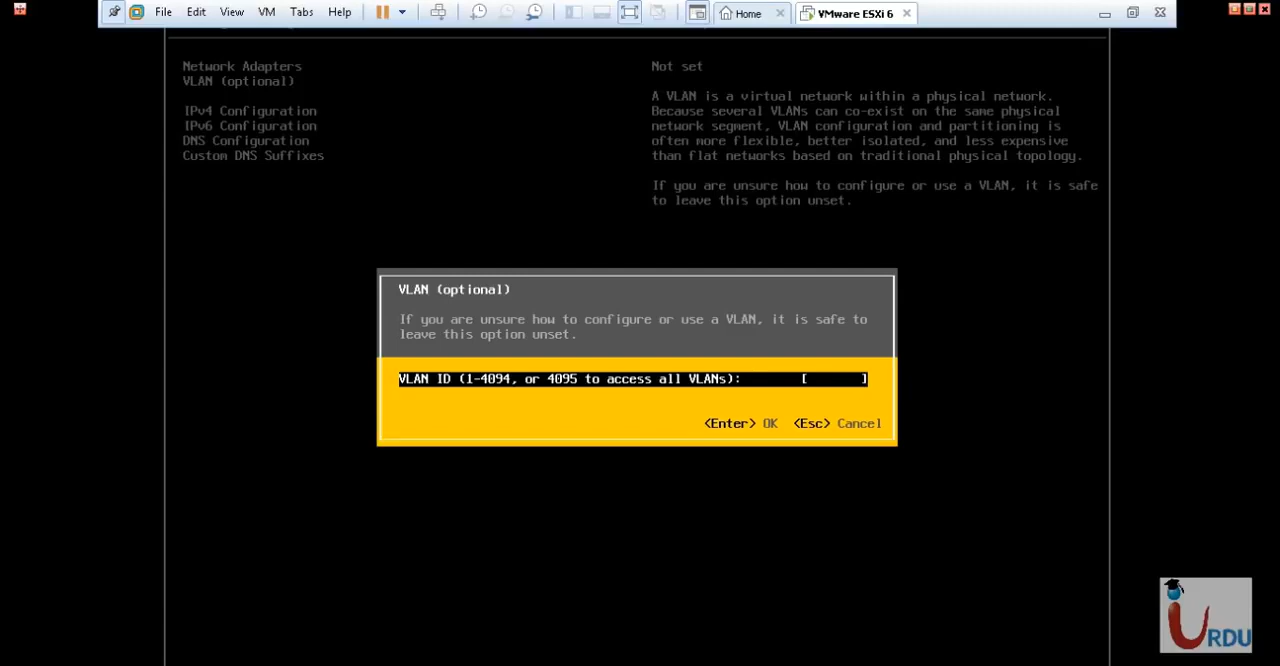 File Edit View VM Tabs Help Home VMware ESXi 6
Network Adapters Not set
VLAN (optional)
A VLAN is a virtual network within a physical network.
IPv4 Configuration Because several VLANs can co-exist on the same physical
IPv6 Configuration network segment, VLAN configuration and partitioning is
DNS Configuration often more flexible, better isolated, and less expensive
Custom DNS Suffixes than flat networks based on traditional physical topology.
If you are unsure how to configure or use a VLAN, it is safe
to leave this option unset.
VLAN (optional)
If you are unsure how to configure or use a VLAN, it is safe to
leave this option unset.
VLAN ID (1-4094, or 4095 to access all VLANs): [ ]
<Enter> OK <Esc> Cancel
iURDU